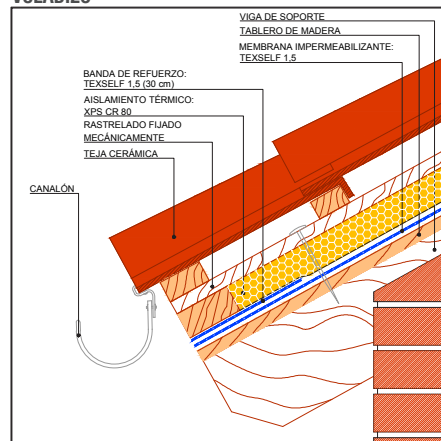 VOLADIZO
VIGA DE SOPORTE
TABLERO DE MADERA
MEMBRANA IMPERMEABILIZANTE:
TEXSELF 1,5
BANDA DE REFUERZO:
TEXSELF 1,5 (30 cm)
AISLAMIENTO TÉRMICO:
XPS CR 80
RASTRELADO FIJADO
MECÁNICAMENTE
TEJA CERÁMICA
CANALÓN